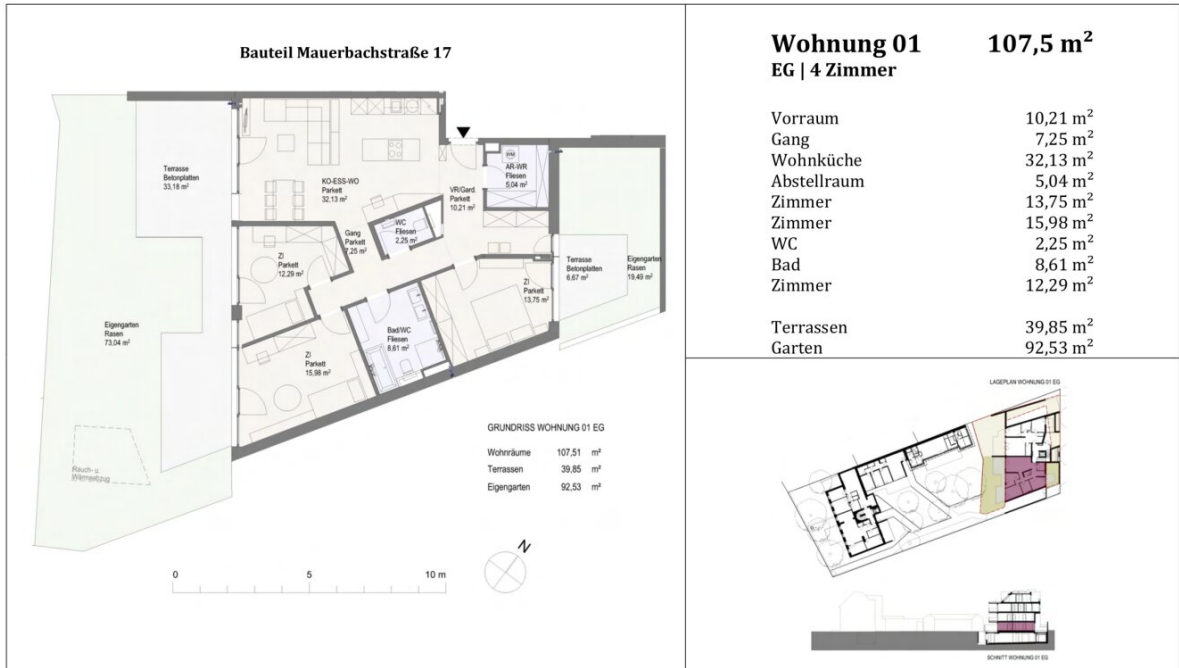 Bauteil Mauerbachstraße 17
Terrasse
Betonplatten
33,18 m²
KO-ESS-WO
Parkett
32,13 m²
VR/Gard.
Parkett
10,21 m²
AR-WR
Fliesen
5,04 m²
WC
Fliesen
2,25 m²
Gang
Parkett
7,25 m²
ZI
Parkett
12,29 m²
Terrasse
Betonplatten
6,67 m²
Eigengarten
Rasen
19,49 m²
ZI
Parkett
13,75 m²
Eigengarten
Rasen
73,04 m²
Bad/WC
Fliesen
8,61 m²
ZI
Parkett
15,98 m²
Rauch- u.
Wärmeabzug
GRUNDRISS WOHNUNG 01 EG
Wohnräume 107,51 m²
Terrassen 39,85 m²
Eigengarten 92,53 m²
N
0 5 10 m
Wohnung 01 107,5 m²
EG | 4 Zimmer
Vorraum 10,21 m²
Gang 7,25 m²
Wohnküche 32,13 m²
Abstellraum 5,04 m²
Zimmer 13,75 m²
Zimmer 15,98 m²
WC 2,25 m²
Bad 8,61 m²
Zimmer 12,29 m²
Terrassen 39,85 m²
Garten 92,53 m²
LAGEPLAN WOHNUNG 01 EG
SCHNITT WOHNUNG 01 EG